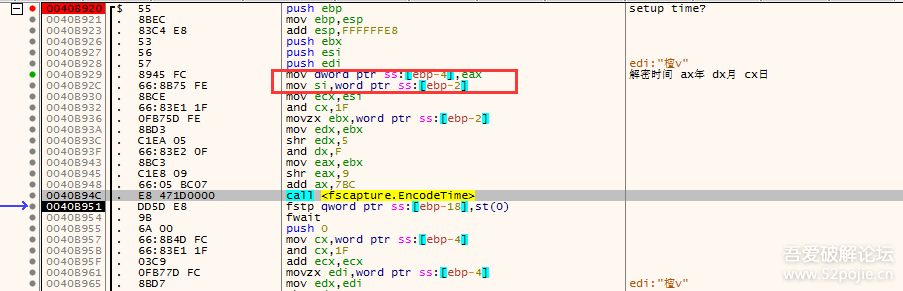 0040B920 $ 55 push ebp setup time?
0040B921 . 8BEC mov ebp,esp
0040B923 . 83C4 E8 add esp,FFFFFFE8
0040B926 . 53 push ebx
0040B927 . 56 push esi
0040B928 . 57 push edi edi:"檀v"
0040B929 . 8945 FC mov dword ptr ss:[ebp-4],eax 解密时间 ax年 dx月 cx日
0040B92C . 66:8B75 FE mov si,word ptr ss:[ebp-2]
0040B930 . 8BCE mov ecx,esi
0040B932 . 66:83E1 1F and cx,1F
0040B936 . 0FB75D FE movzx ebx,word ptr ss:[ebp-2]
0040B93A . 8BD3 mov edx,ebx
0040B93C . C1EA 05 shr edx,5
0040B93F . 66:83E2 0F and dx,F
0040B943 . 8BC3 mov eax,ebx
0040B945 . C1E8 09 shr eax,9
0040B948 . 66:05 BC07 add ax,7BC
0040B94C . E8 471D0000 call <fscapture.EncodeTime>
0040B951 . DD5D E8 fstp qword ptr ss:[ebp-18],st(0)
0040B954 . 9B fwait
0040B955 . 6A 00 push 0
0040B957 . 66:8B4D FC mov cx,word ptr ss:[ebp-4]
0040B95B . 66:83E1 1F and cx,1F
0040B95F . 03C9 add ecx,ecx
0040B961 . 0FB77D FC movzx edi,word ptr ss:[ebp-4]
0040B965 . 8BD7 mov edx,edi edi:"檀v"
吾爱破解论坛
www.52pojie.cn